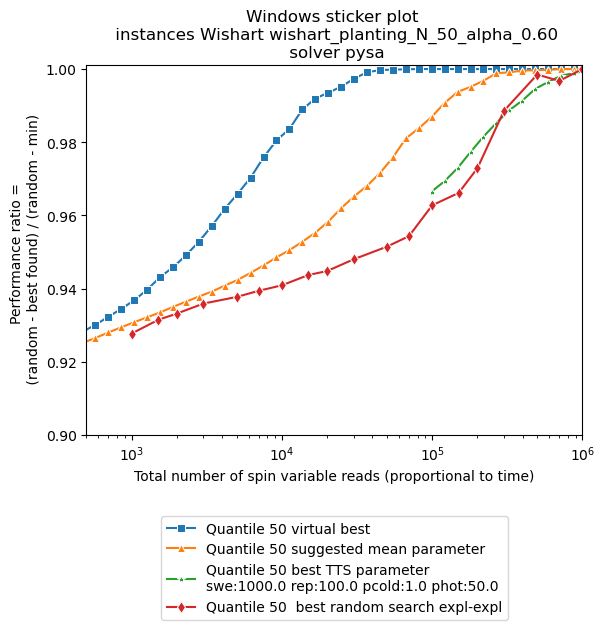 Windows sticker plot
instances Wishart wishart_planting_N_50_alpha_0.60
solver pysa
1.00
0.98
0.96
0.94
0.92
0.90
Performance ratio =
(random - best found) / (random - min)
10³
10⁴
10⁵
10⁶
Total number of spin variable reads (proportional to time)
Quantile 50 virtual best
Quantile 50 suggested mean parameter
Quantile 50 best TTS parameter
swe:1000.0 rep:100.0 pcold:1.0 phot:50.0
Quantile 50  best random search expl-expl